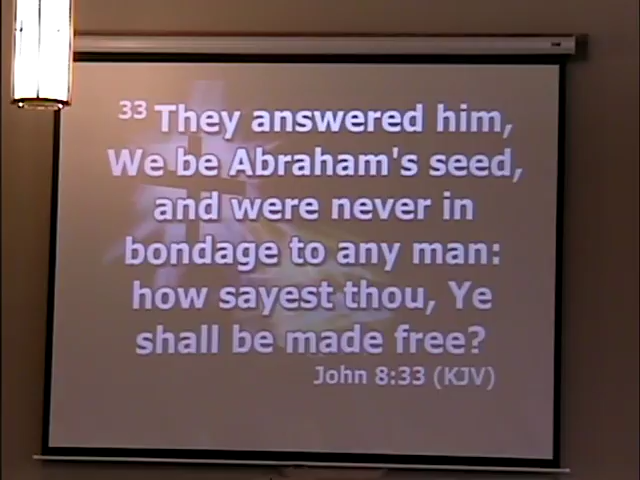 33 They answered him,
We be Abraham's seed,
and were never in
bondage to any man:
how sayest thou, Ye
shall be made free?
John 8:33 (KJV)